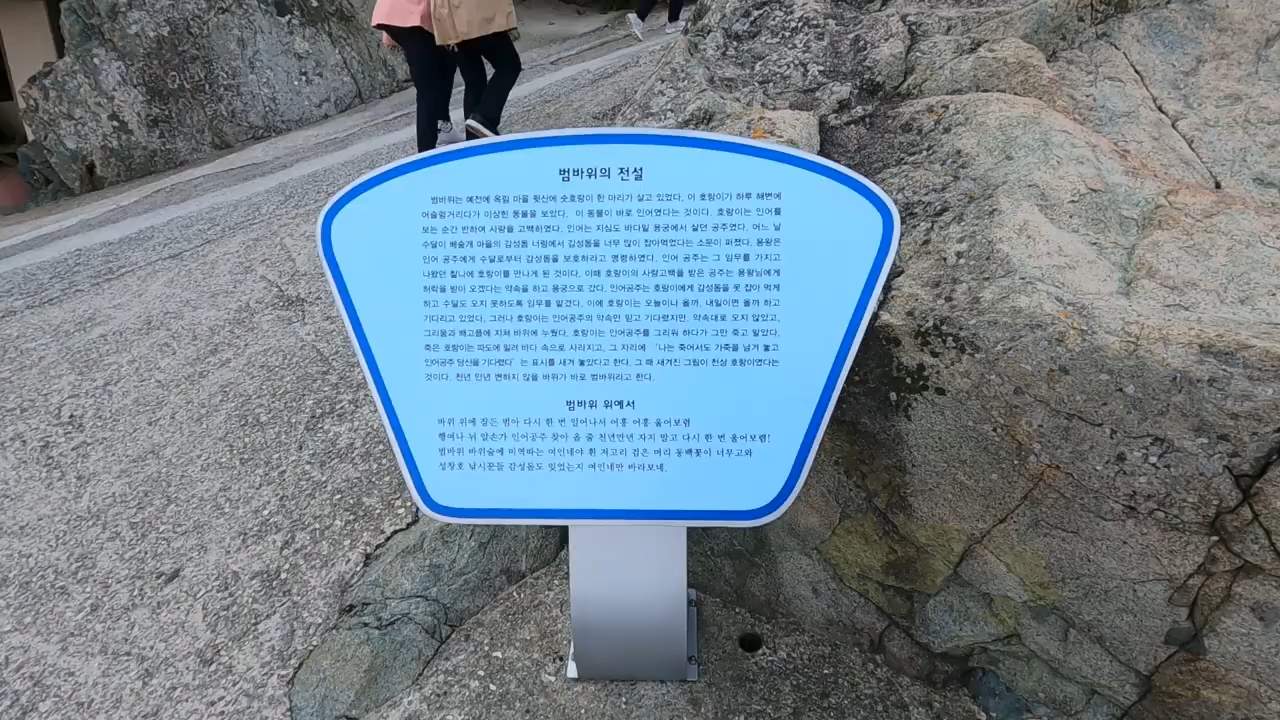 범바위의 전설
범바위는 예전에 옥림 마을 뒷산에 숫호랑이 한 마리가 살고 있었다. 이 호랑이가 하루 해변에
어슬렁거리다가 이상한 동물을 보았다. 이 동물이 바로 인어였다는 것이다. 호랑이는 인어를
보는 순간 반하여 사랑을 고백하였다. 인어는 지심도 바다밑 용궁에서 살던 공주였다. 어느 날
수달이 베술개 마을의 감성돔 너렁에서 감성돔을 너무 많이 잡아먹었다는 소문이 퍼졌다. 용왕은
인어 공주에게 수달로부터 감성돔을 보호하라고 명령하였다. 인어 공주는 그 임무를 가지고
나왔던 찰나에 호랑이를 만나게 된 것이다. 이때 호랑이의 사랑고백을 받은 공주는 용왕님에게
허락을 받아 오겠다는 약속을 하고 용궁으로 갔다. 인어공주는 호랑이에게 감성돔을 못 잡아 먹게
하고 수달도 오지 못하도록 임무를 맡겼다. 이에 호랑이는 오늘이나 올까, 내일이면 올까 하고
기다리고 있었다. 그러나 호랑이는 인어공주의 약속만 믿고 기다렸지만, 약속대로 오지 않았고,
그리움과 배고픔에 지쳐 바위에 누웠다. 호랑이는 인어공주를 그리워 하다가 그만 죽고 말았다.
죽은 호랑이는 파도에 밀려 바다 속으로 사라지고, 그 자리에 '나는 죽어서도 가죽을 남겨 놓고
인어공주 당신을 기다렸다' 는 표시를 새겨 놓았다고 한다. 그 때 새겨진 그림이 천상 호랑이였다는
것이다. 천년 만년 변하지 않을 바위가 바로 범바위라고 한다.
범바위 위에서
바위 위에 잠든 범아 다시 한 번 일어나서 어흥 어흥 울어보렴
행여나 뉘 알손가 인어공주 찾아 올 줄 천년만년 자지 말고 다시 한 번 울어보렴!
범바위 바위숲에 미역따는 여인네야 흰 저고리 검은 머리 동백꽃이 너무고와
성창호 낚시꾼들 감성돔도 잊었는지 여인네만 바라보네.